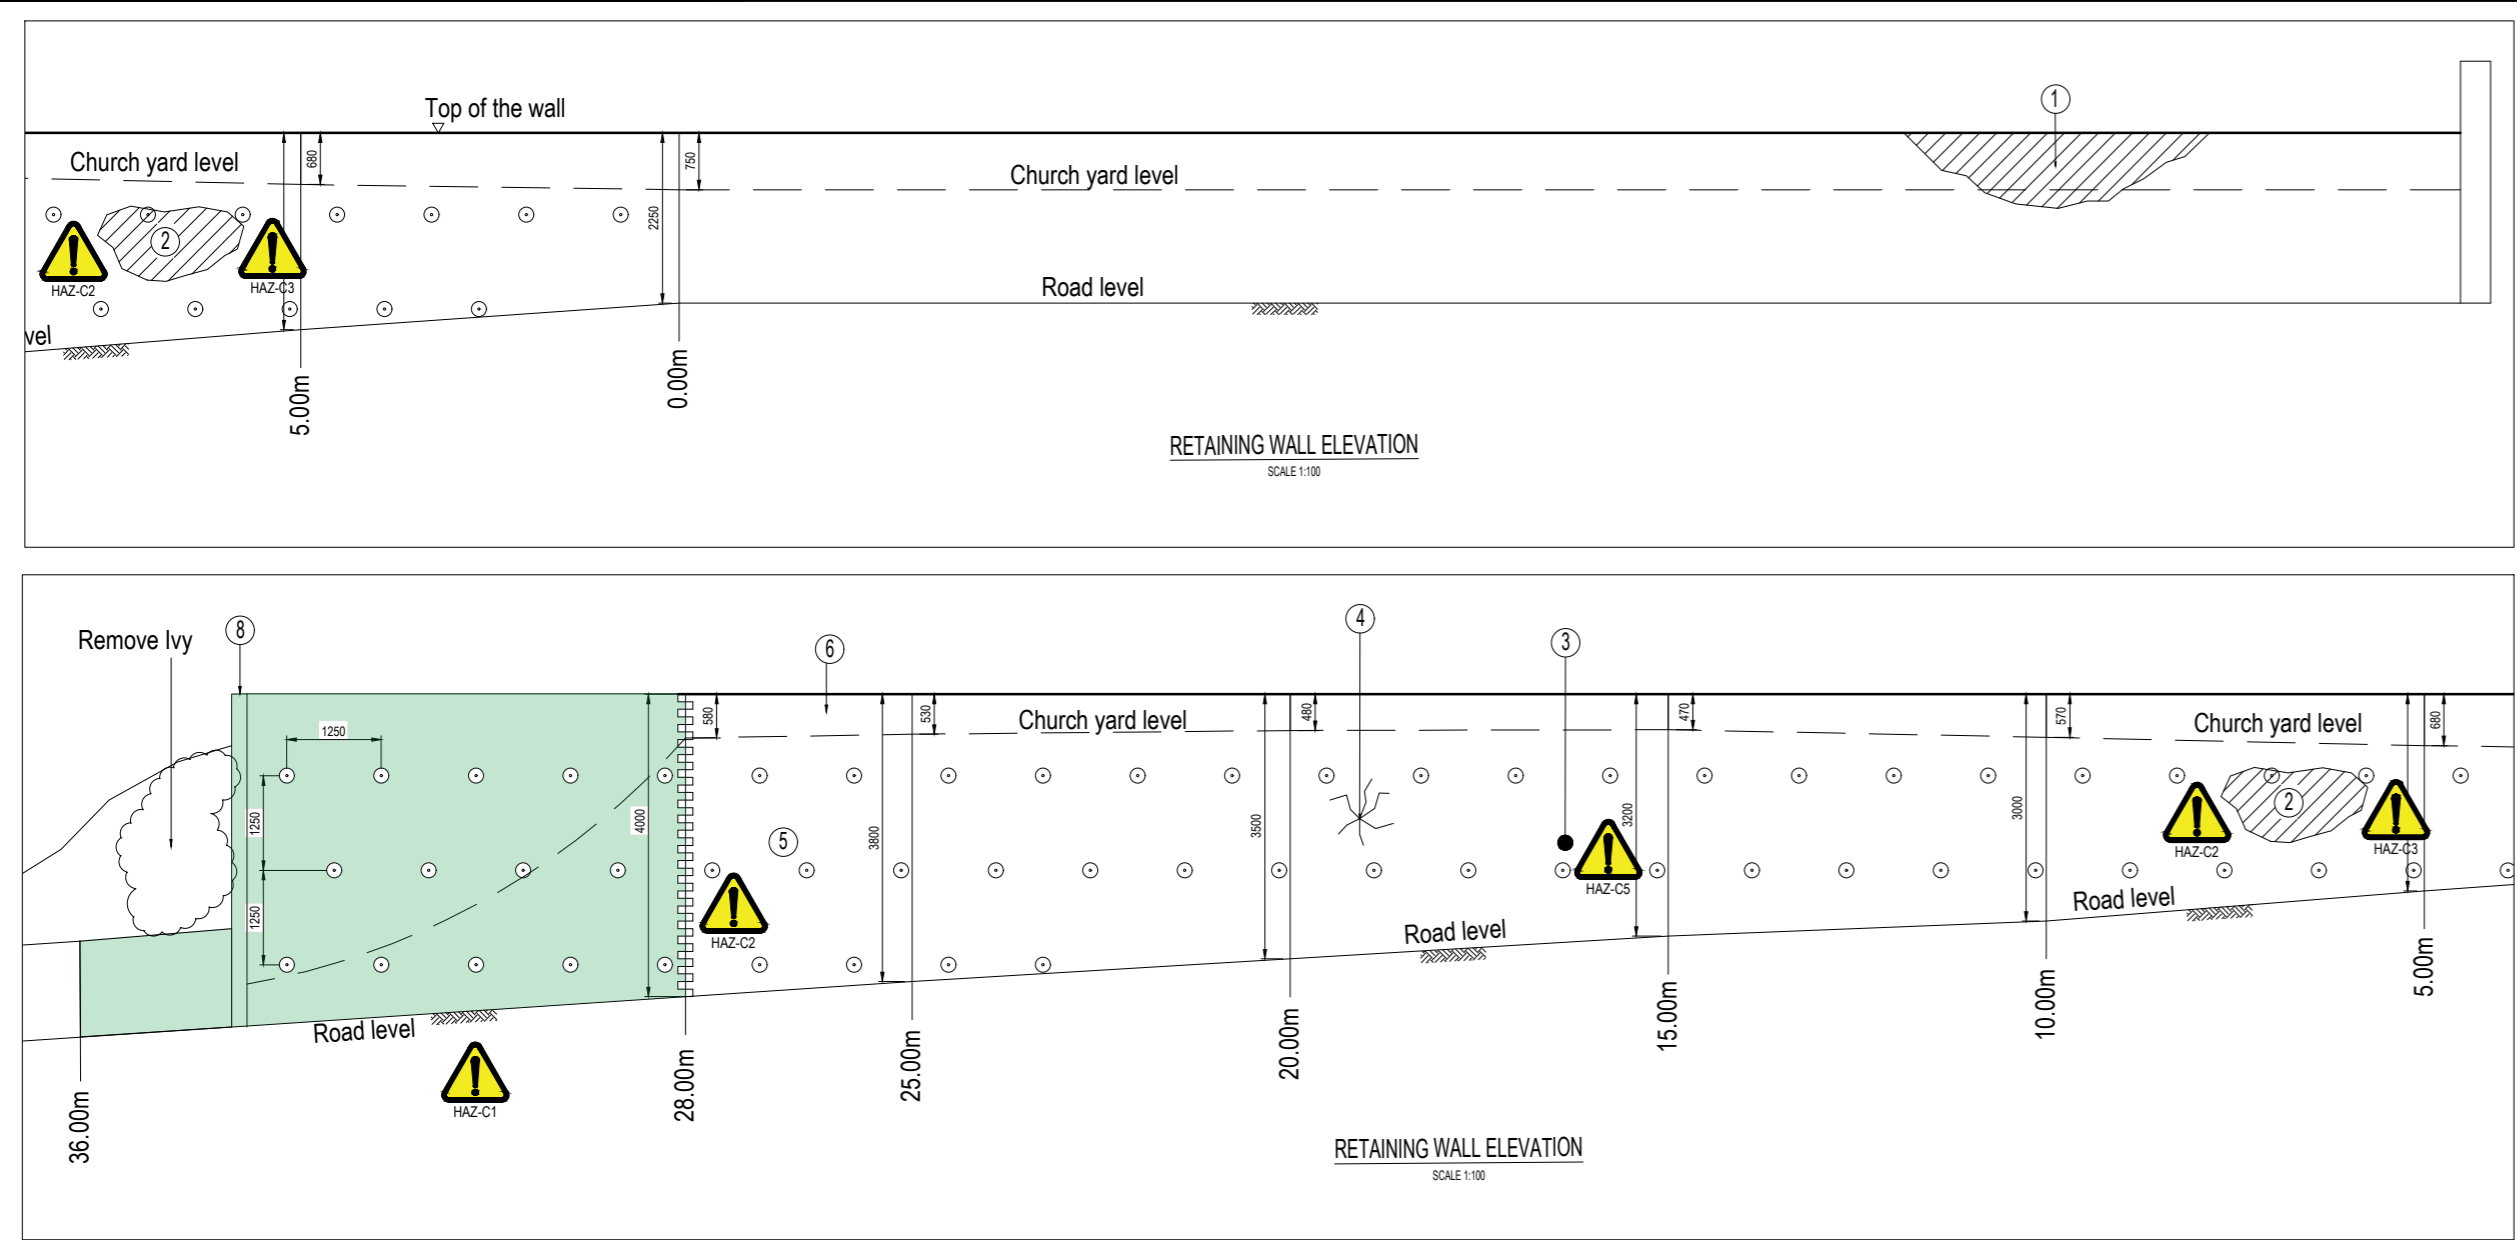 Top of the wall
1
Church yard level
680
750
Church yard level
2
2250
HAZ-C2
HAZ-C3
Road level
vel
5.00m
0.00m
RETAINING WALL ELEVATION
SCALE 1:100
Remove Ivy
8
6
4
3
1250
580
530
Church yard level
480
470
570
Church yard level
680
1250
4000
5
3800
3500
3200
3000
2
HAZ-C2
HAZ-C3
HAZ-C5
1250
HAZ-C2
Road level
Road level
Road level
HAZ-C1
36.00m
28.00m
25.00m
20.00m
15.00m
10.00m
5.00m
RETAINING WALL ELEVATION
SCALE 1:100